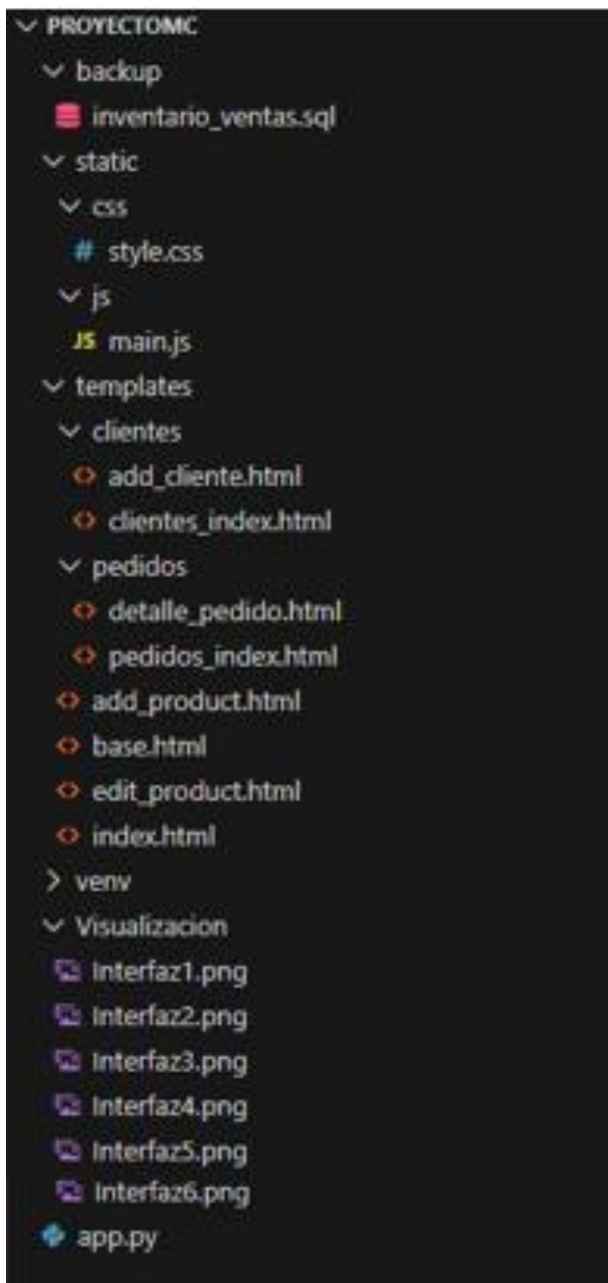 PROYECTOMC
backup
inventario_ventas.sql
static
css
# style.css
js
JS main.js
templates
clientes
<> add_cliente.html
<> clientes_index.html
pedidos
<> detalle_pedido.html
<> pedidos_index.html
<> add_product.html
<> base.html
<> edit_product.html
<> index.html
venv
Visualizacion
Interfaz1.png
Interfaz2.png
Interfaz3.png
Interfaz4.png
Interfaz5.png
Interfaz6.png
app.py